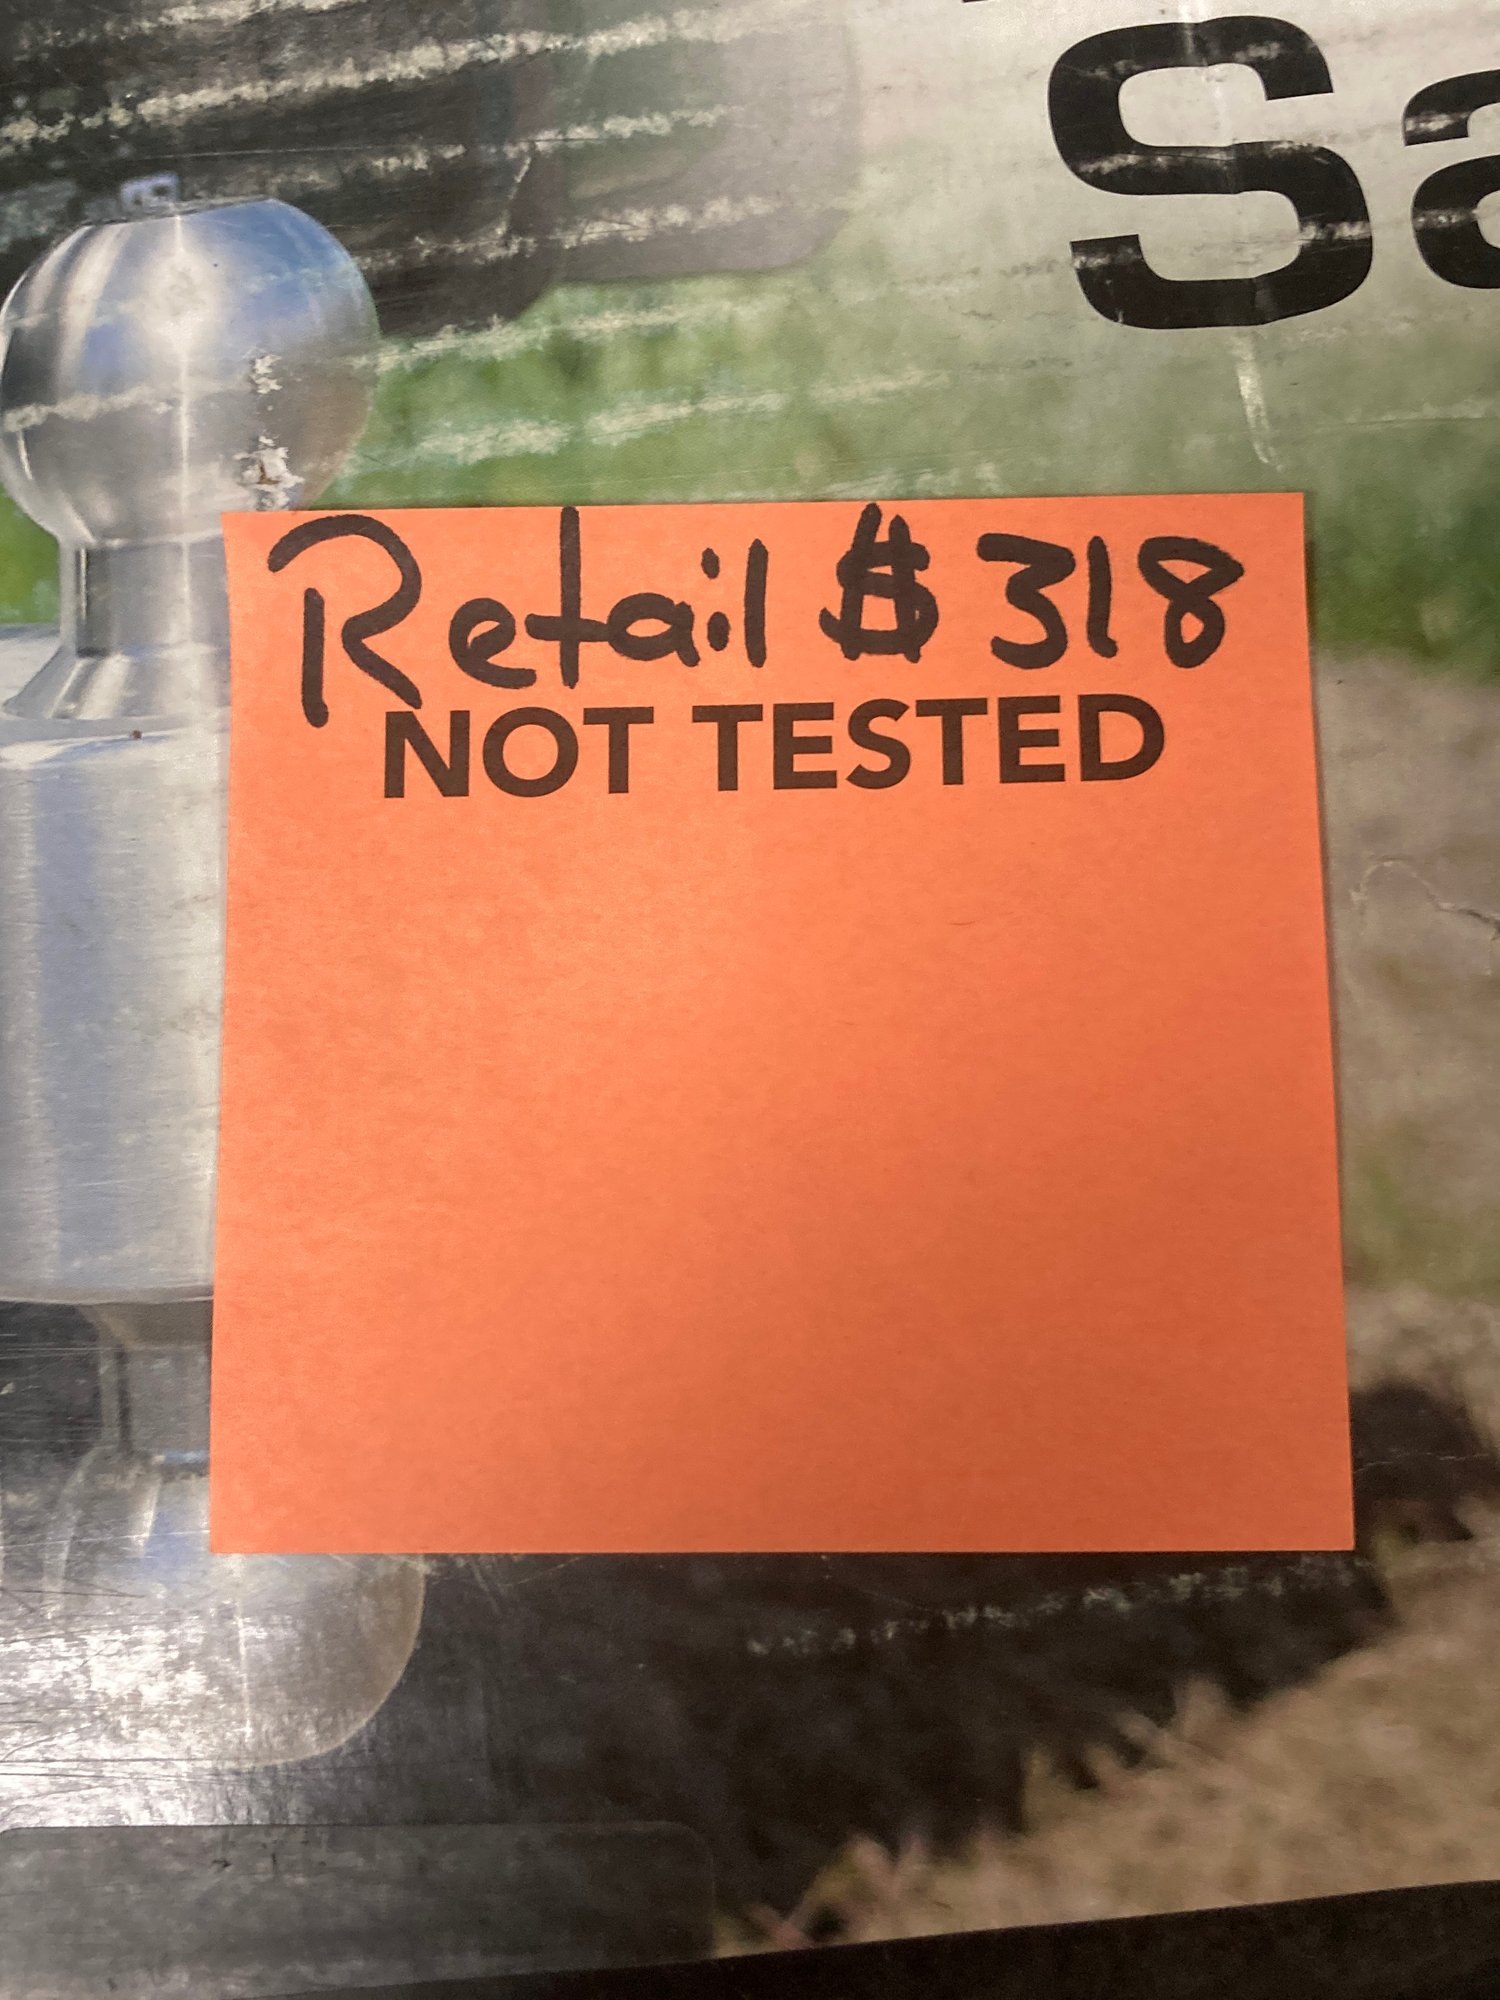 Sa
Retail $ 318
NOT TESTED